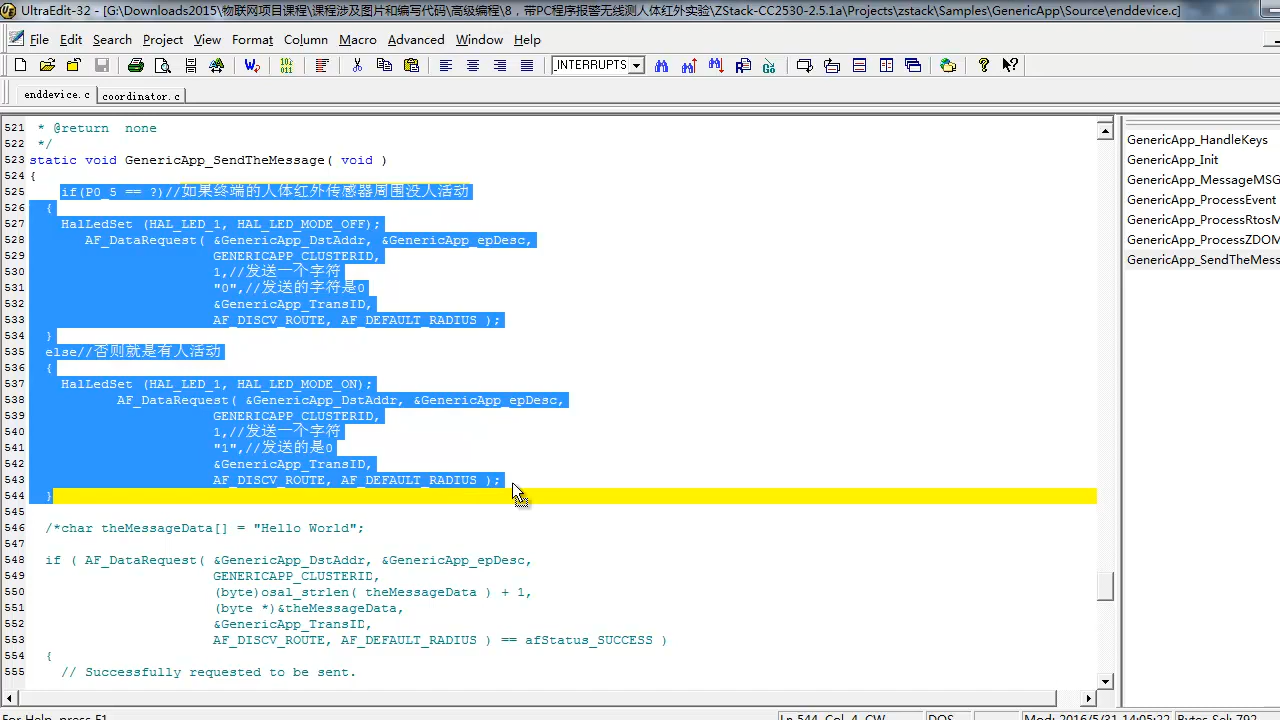 UltraEdit-32 - [G:\Downloads2015\物联网项目课程\课程涉及图片和编写代码\高级编程\8，带PC程序报警无线测人体红外实验\ZStack-CC2530-2.5.1a\Projects\zstack\Samples\GenericApp\Source\enddevice.c]
File Edit Search Project View Format Column Macro Advanced Window Help
_INTERRUPTS
enddevice.c coordinator.c
521 * @return none
522 */
523 static void GenericApp_SendTheMessage( void )
524 {
525 if(P0_5 == ?)//如果终端的人体红外传感器周围没人活动
526 {
527 HalLedSet (HAL_LED_1, HAL_LED_MODE_OFF);
528 AF_DataRequest( &GenericApp_DstAddr, &GenericApp_epDesc,
529 GENERICAPP_CLUSTERID,
530 1,//发送一个字符
531 "0",//发送的字符是0
532 &GenericApp_TransID,
533 AF_DISCV_ROUTE, AF_DEFAULT_RADIUS );
534 }
535 else//否则就是有人活动
536 {
537 HalLedSet (HAL_LED_1, HAL_LED_MODE_ON);
538 AF_DataRequest( &GenericApp_DstAddr, &GenericApp_epDesc,
539 GENERICAPP_CLUSTERID,
540 1,//发送一个字符
541 "1",//发送的是0
542 &GenericApp_TransID,
543 AF_DISCV_ROUTE, AF_DEFAULT_RADIUS );
544 }
545
546 /*char theMessageData[] = "Hello World";
547
548 if ( AF_DataRequest( &GenericApp_DstAddr, &GenericApp_epDesc,
549 GENERICAPP_CLUSTERID,
550 (byte)osal_strlen( theMessageData ) + 1,
551 (byte *)&theMessageData,
552 &GenericApp_TransID,
553 AF_DISCV_ROUTE, AF_DEFAULT_RADIUS ) == afStatus_SUCCESS )
554 {
555 // Successfully requested to be sent.
GenericApp_HandleKeys
GenericApp_Init
GenericApp_MessageMSG
GenericApp_ProcessEvent
GenericApp_ProcessRtosM
GenericApp_ProcessZDOM
GenericApp_SendTheMess
For Help, press F1 Ln 544, Col. 4, CW DOS Mod: 2016/5/31 14:05:22 Bytes Sel: 792